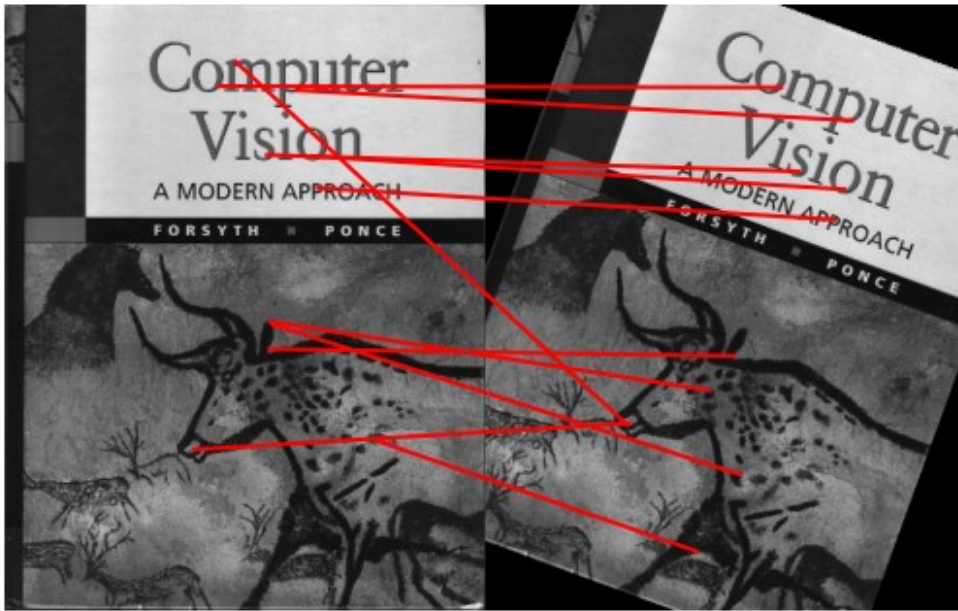 Computer
Vision
A MODERN APPROACH
FORSYTH ■ PONCE
Computer
Vision
A MODERN APPROACH
FORSYTH ■ PONCE